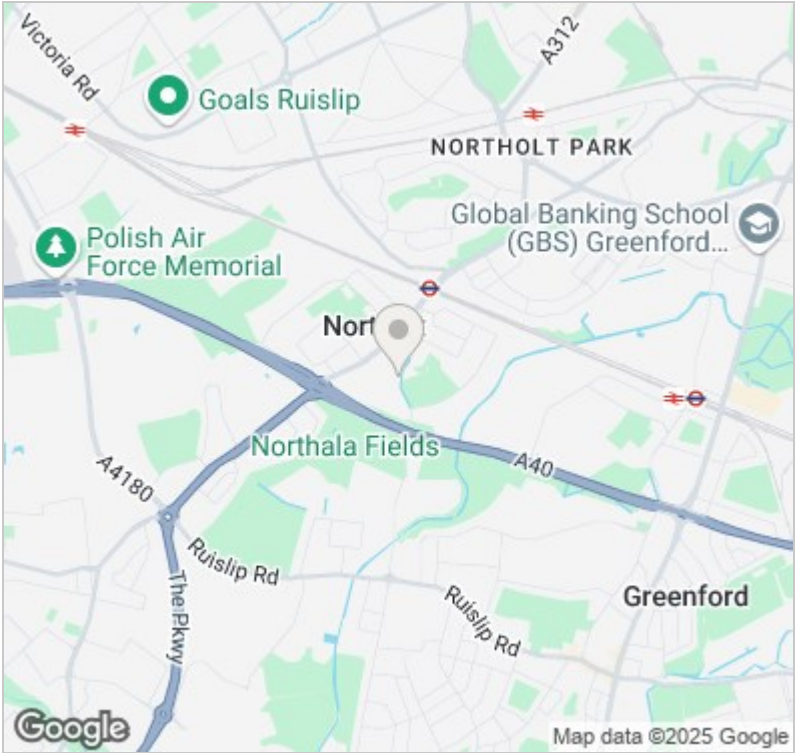 Victoria Rd
A312
Goals Ruislip
NORTHOLT PARK
Global Banking School
(GBS) Greenford...
Polish Air
Force Memorial
Northala Fields
A40
A4180
Ruislip Rd
The Pkwy
Ruislip Rd
Greenford
Google
Map data ©2025 Google